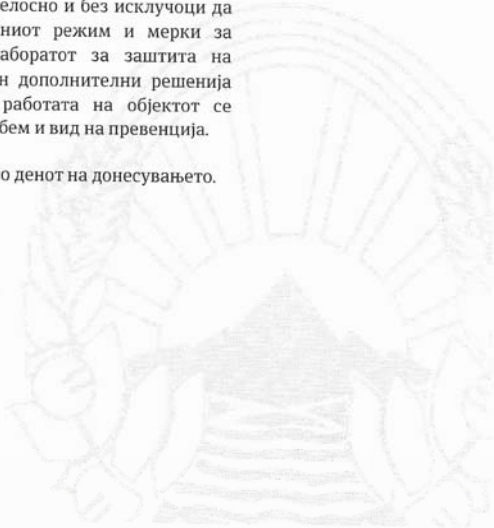 елосно и без исклучоци да
ниот режим и мерки за
аборатот за заштита на
н дополнителни решенија
работата на објектот се
бем и вид на превенција.
о денот на донесувањето.